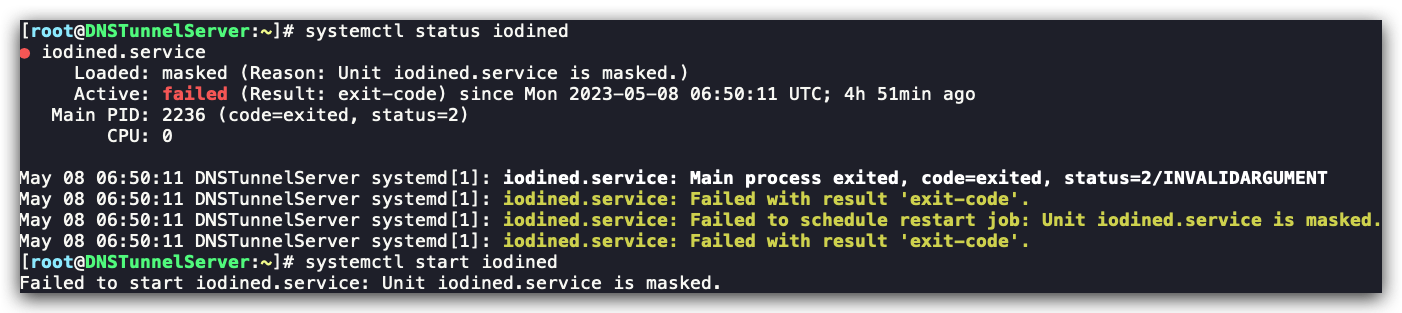 [root@DNSTunnelServer:~]# systemctl status iodined
● iodined.service
     Loaded: masked (Reason: Unit iodined.service is masked.)
     Active: failed (Result: exit-code) since Mon 2023-05-08 06:50:11 UTC; 4h 51min ago
   Main PID: 2236 (code=exited, status=2)
        CPU: 0

May 08 06:50:11 DNSTunnelServer systemd[1]: iodined.service: Main process exited, code=exited, status=2/INVALIDARGUMENT
May 08 06:50:11 DNSTunnelServer systemd[1]: iodined.service: Failed with result 'exit-code'.
May 08 06:50:11 DNSTunnelServer systemd[1]: iodined.service: Failed to schedule restart job: Unit iodined.service is masked.
May 08 06:50:11 DNSTunnelServer systemd[1]: iodined.service: Failed with result 'exit-code'.
[root@DNSTunnelServer:~]# systemctl start iodined
Failed to start iodined.service: Unit iodined.service is masked.